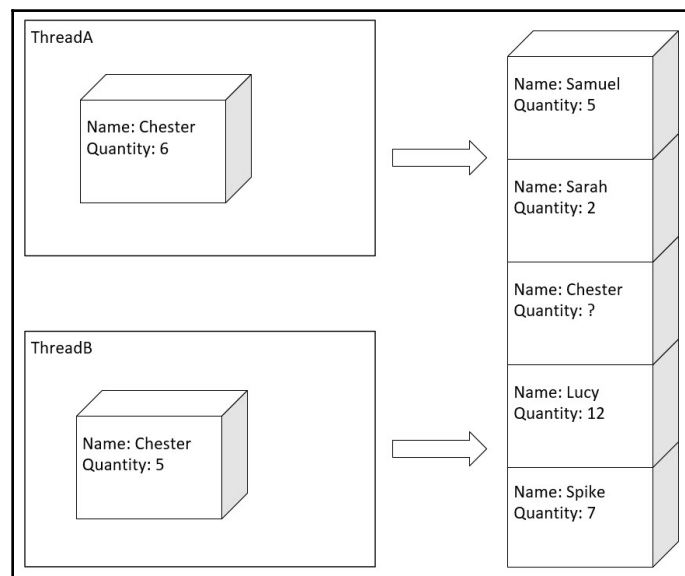 ThreadA
Name: Chester
Quantity: 6
ThreadB
Name: Chester
Quantity: 5
Name: Samuel
Quantity: 5
Name: Sarah
Quantity: 2
Name: Chester
Quantity: ?
Name: Lucy
Quantity: 12
Name: Spike
Quantity: 7